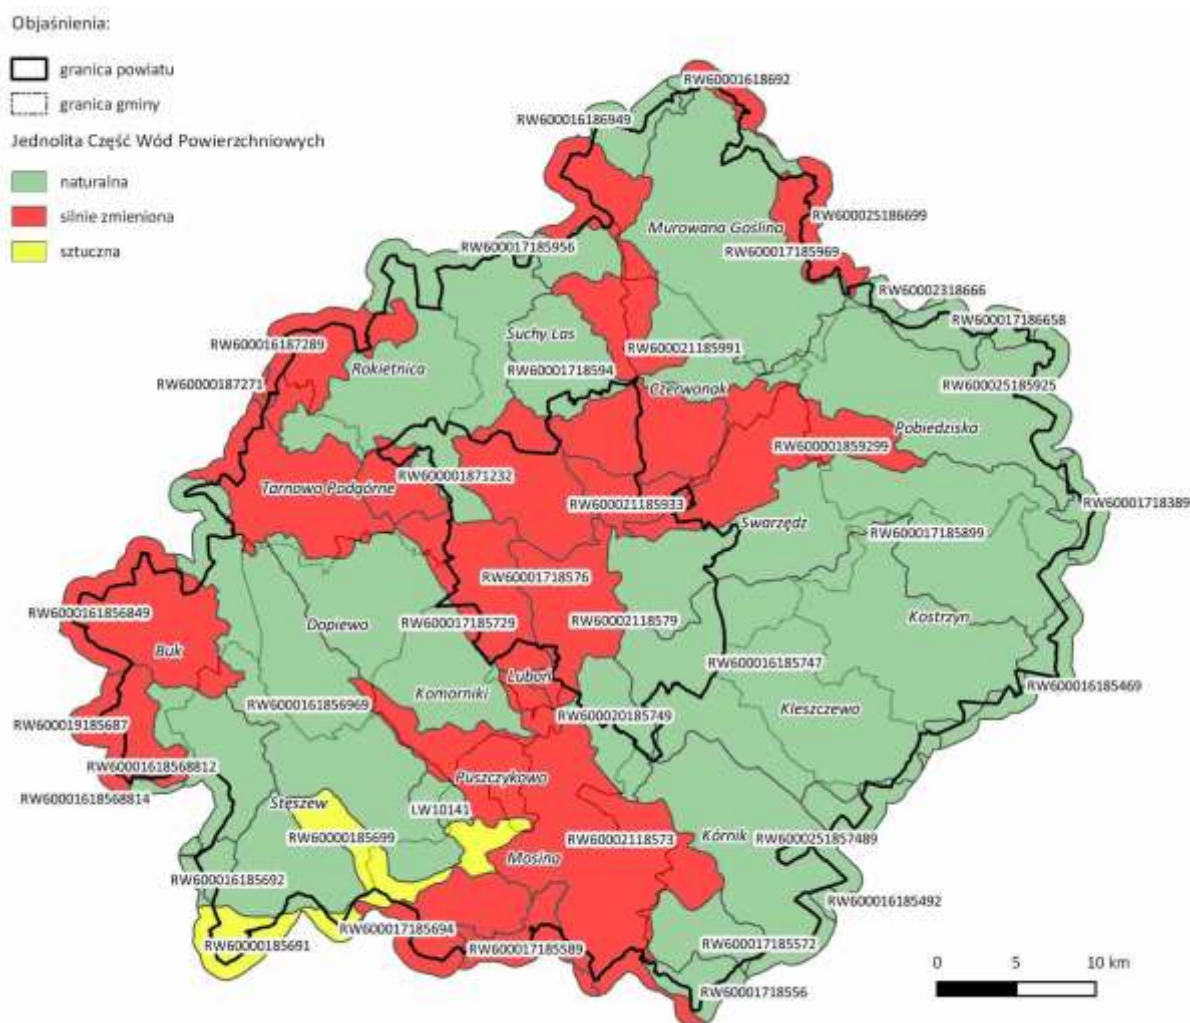 Objaśnienia:
granica powiatu
granica gminy
Jednolita Część Wód Powierzchniowych
naturalna
silnie zmieniona
sztuczna
RW60001618692
RW6000016186949
RW600025186699
Murowana Goślina
RW600017185956
RW600017185969
RW60002318666
RW600017186658
RW600016187289
Suchy Las
RW600021185991
Rokietnica
RW60001718594
RW60000187271
Czerwonak
RW600025185925
Pobiedziska
RW600001859299
RW600001871232
Tarnowo Podgórne
RW600021185933
RW60001718389
Swarzędz
RW600017185899
RW60001718576
RW6000161856849
Dopiewo
RW600017185729
RW60002118579
Kostrzyn
Buk
RW600016185747
Luboń
Komorniki
RW600016185469
RW6000161856969
RW600020185749
Kleszczewo
RW600019185687
RW60001618568812
Puszczykowo
RW60001618568814
Stęszew
LW10141
RW60000185699
RW60002118573
Kórnik
RW6000251857489
Mosina
RW600016185692
RW600016185492
RW600017185694
RW60000185691
RW600017185589
RW600017185572
RW60001718556
0 5 10 km